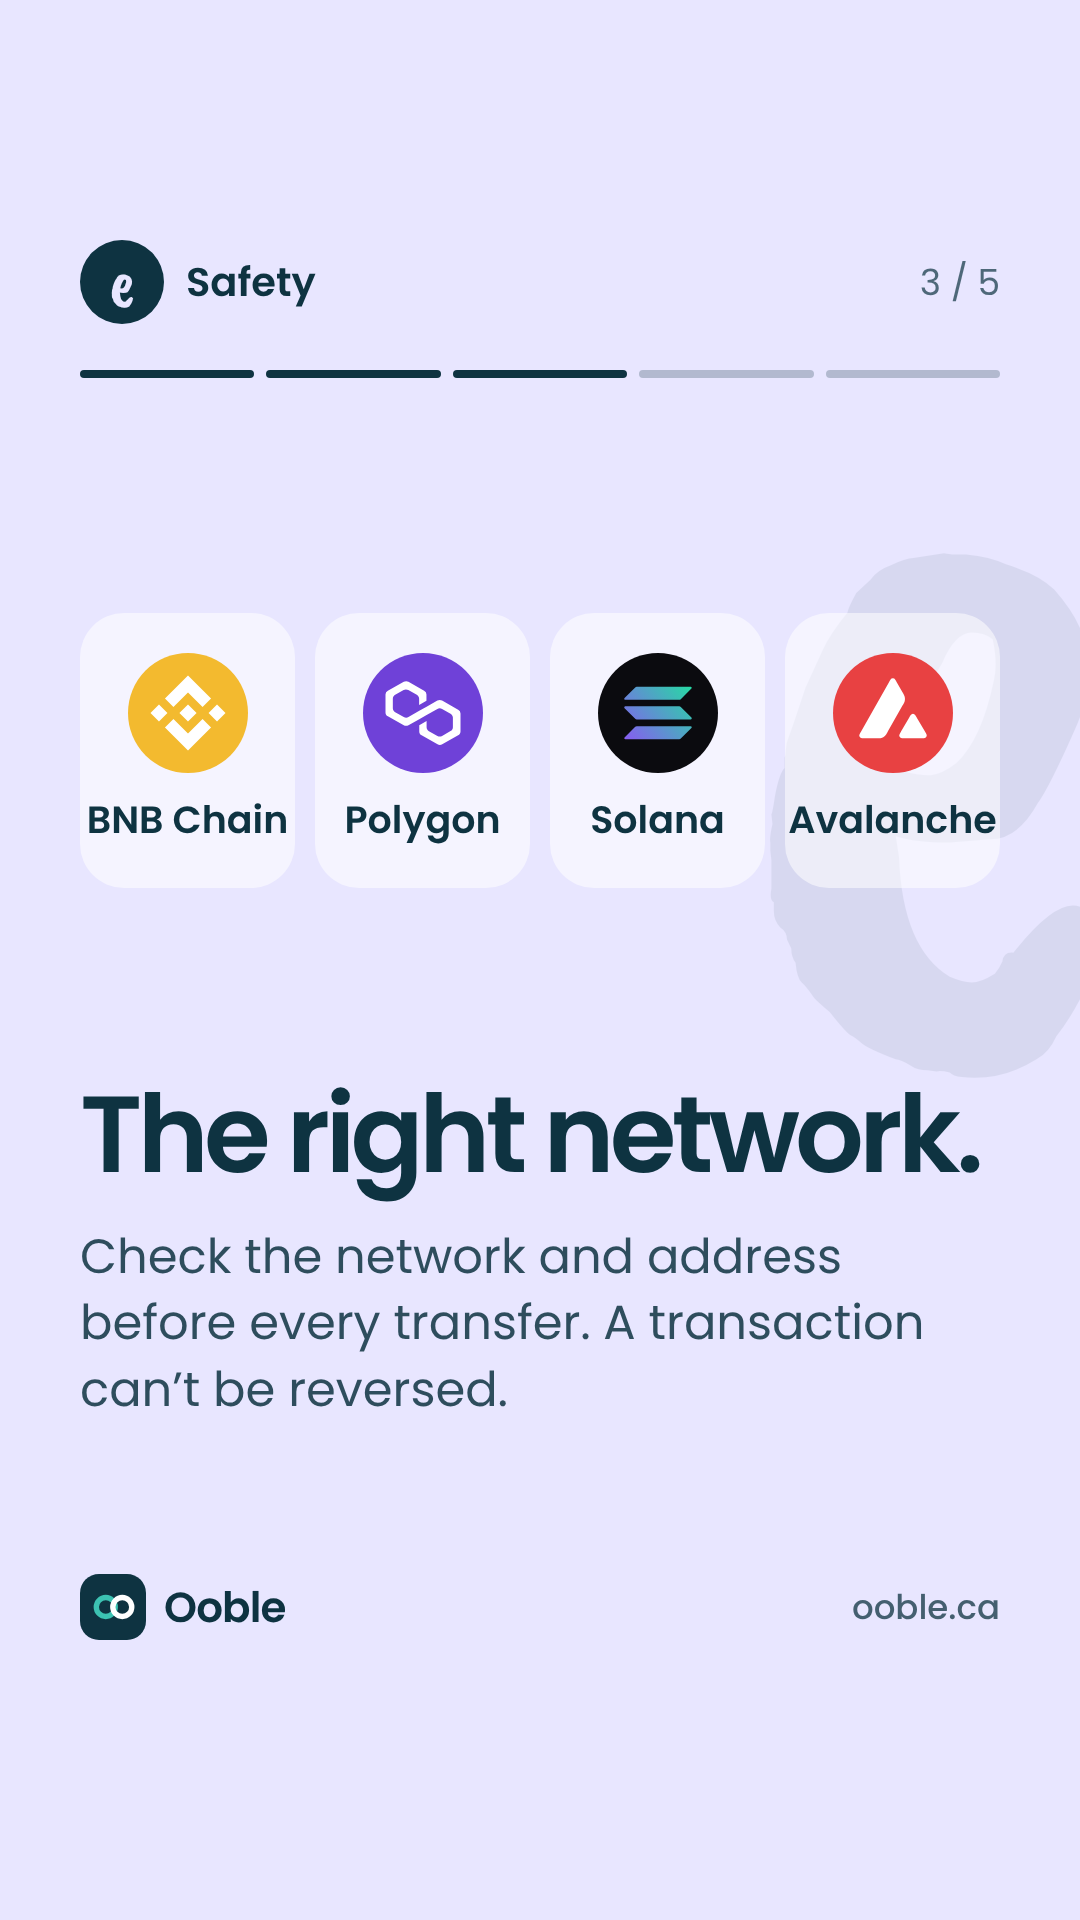 e
Safety
3 / 5
BNB Chain
Polygon
Solana
Avalanche
The right network.
Check the network and address
before every transfer. A transaction
can’t be reversed.
Ooble
ooble.ca